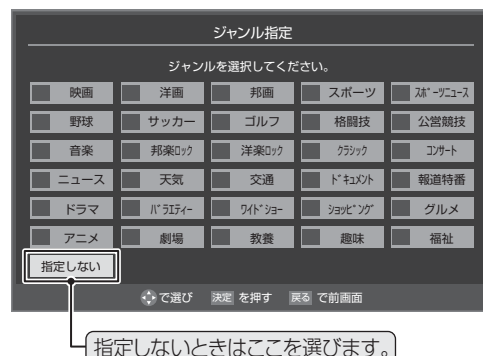 ジャンル指定
ジャンルを選択してください。
映画 洋画 邦画 スポーツ ｽﾎﾟｰﾂﾆｭｰｽ
野球 サッカー ゴルフ 格闘技 公営競技
音楽 邦楽ﾛｯｸ 洋楽ﾛｯｸ ｸﾗｼｯｸ ｺﾝｻｰﾄ
ニュース 天気 交通 ﾄﾞｷｭﾒﾝﾄ 報道特番
ドラマ ﾊﾞﾗｴﾃｨｰ ﾜｲﾄﾞｼｮｰ ｼｮｯﾋﾟﾝｸﾞ グルメ
アニメ 劇場 教養 趣味 福祉
指定しない
で選び 決定 を押す 戻る で前画面
指定しないときはここを選びます。